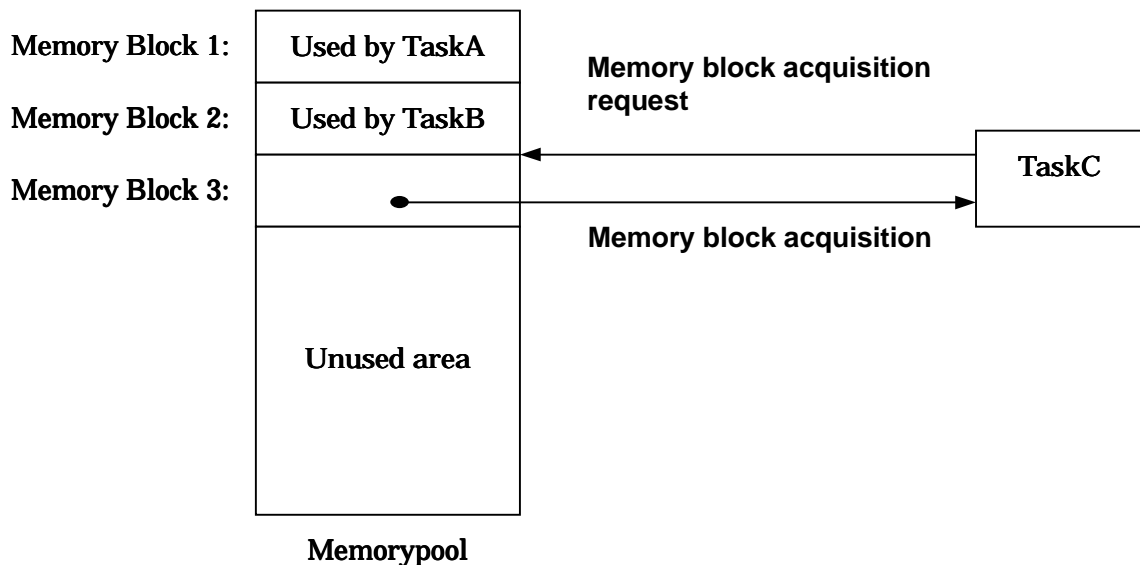 Memory Block 1:
Used by TaskA
Memory block acquisition
request
Memory Block 2:
Used by TaskB
TaskC
Memory Block 3:
Memory block acquisition
Unused area
Memorypool